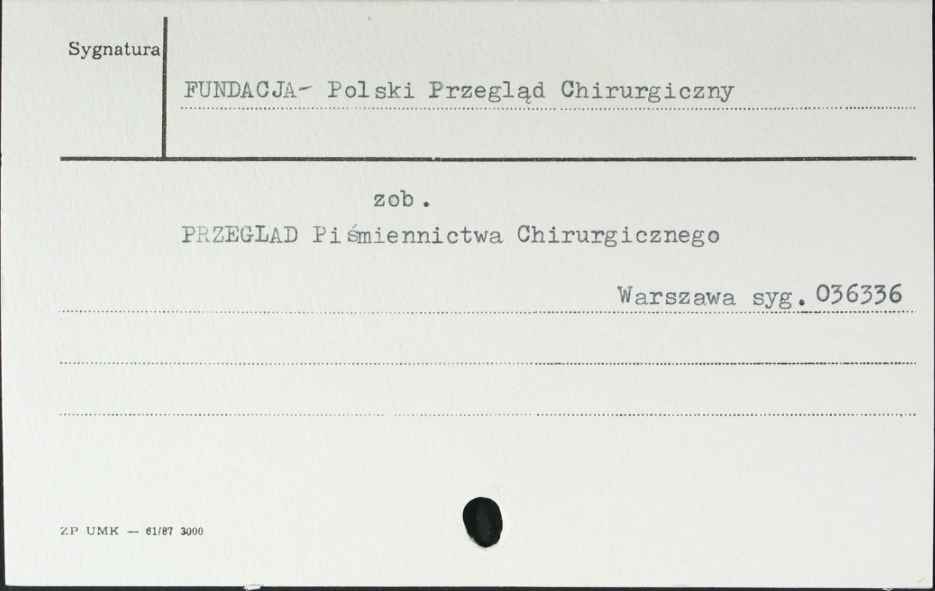 Sygnatura
FUNDACJA- Polski Przegląd Chirurgiczny
zob.
PRZEGLAD Piśmiennictwa Chirurgicznego
Warszawa syg. 036336
ZP UMK — 61/87 3000